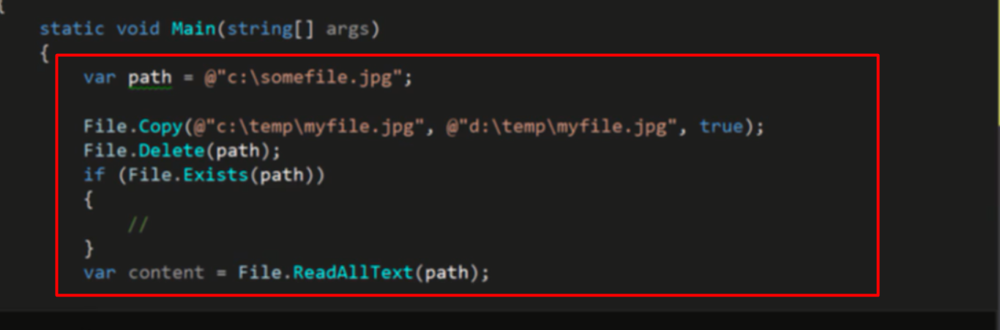 {
static void Main(string[] args)
{
var path = @"c:\somefile.jpg";
File.Copy(@"c:\temp\myfile.jpg", @"d:\temp\myfile.jpg", true);
File.Delete(path);
if (File.Exists(path))
{
//
}
var content = File.ReadAllText(path);